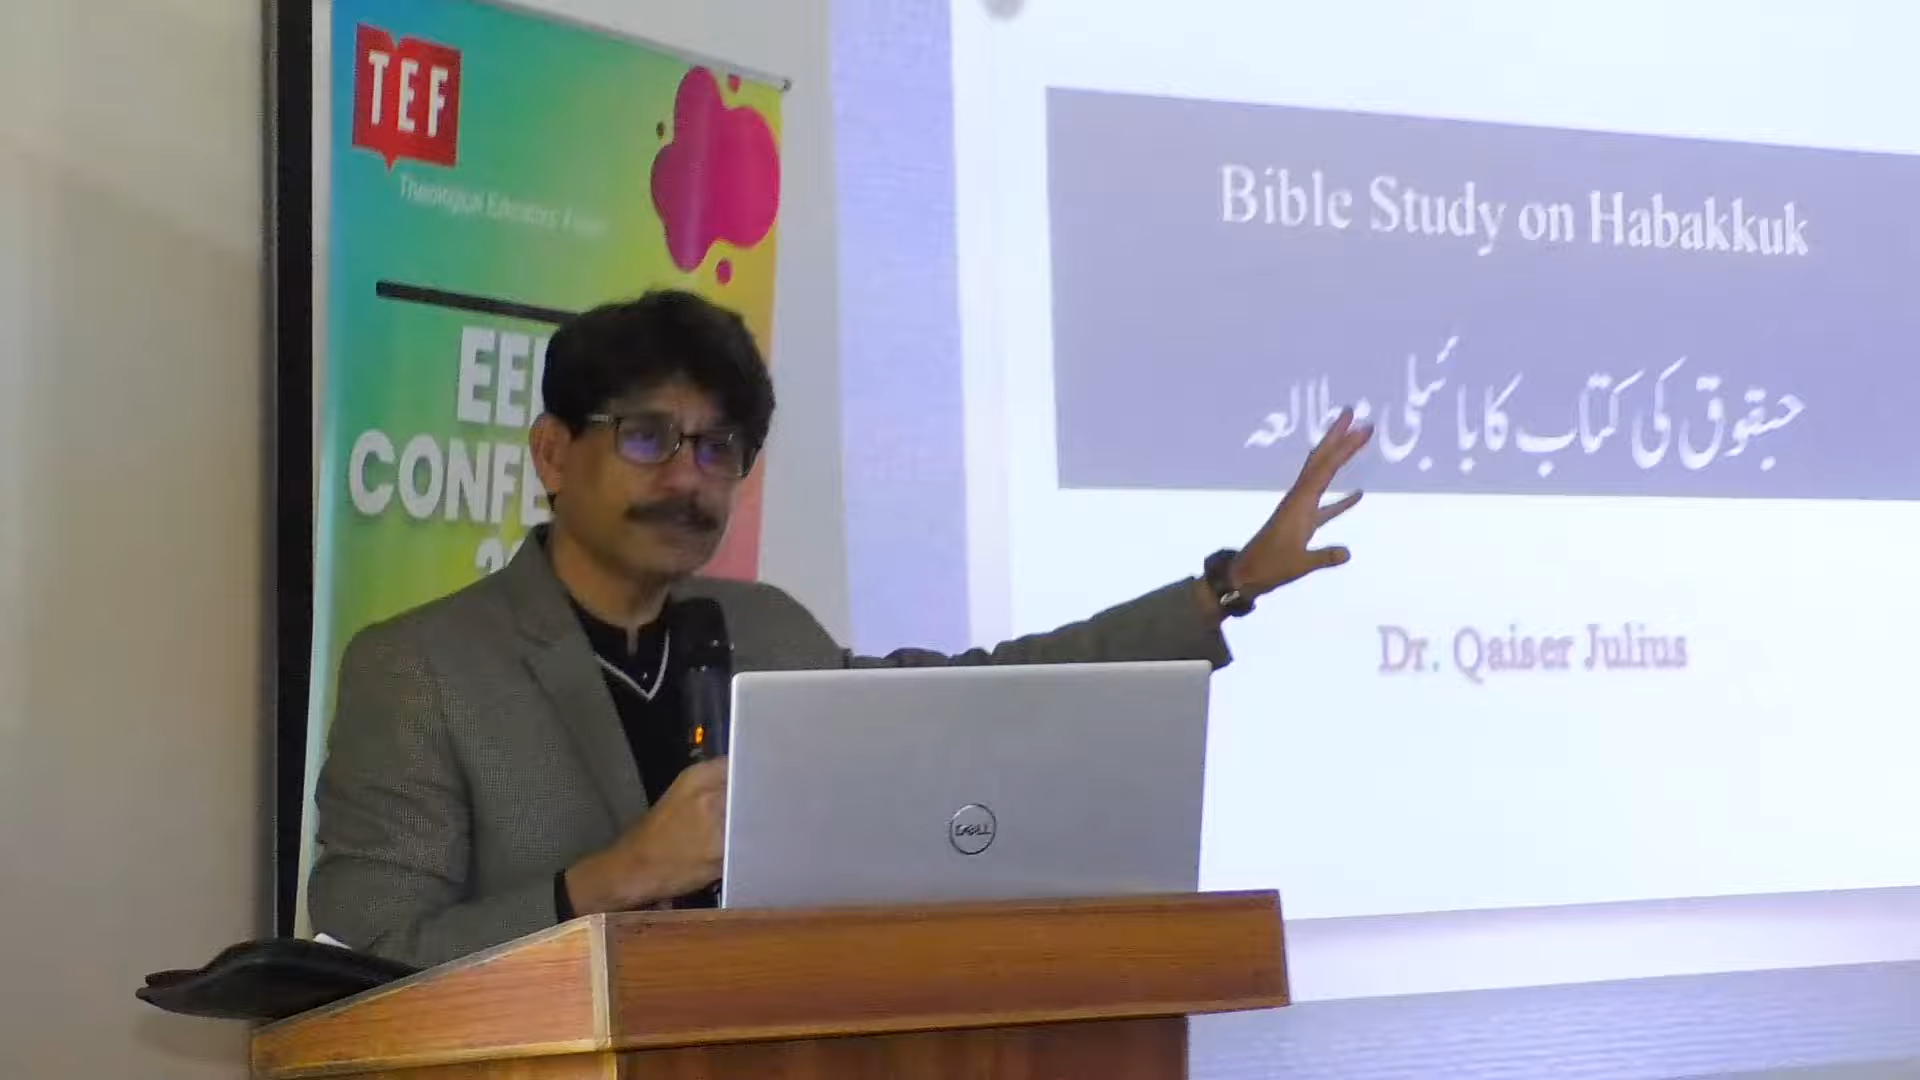 TEF
Theological Educators' Forum
EE
CONFE
Bible Study on Habakkuk
حبقوق کی کتاب کا بائبلی مطالعہ
Dr. Qaiser Julius
DELL